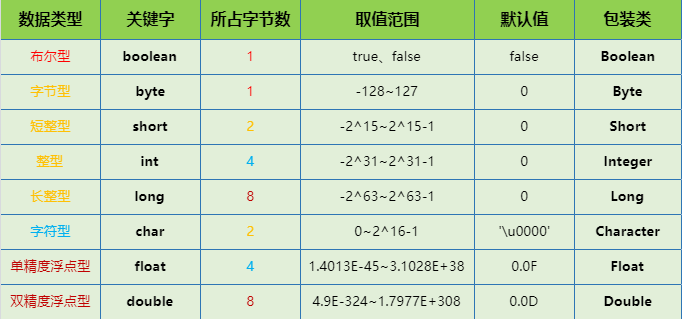 数据类型 关键字 所占字节数 取值范围 默认值 包装类
布尔型 boolean 1 true、false false Boolean
字节型 byte 1 -128~127 0 Byte
短整型 short 2 -2^15~2^15-1 0 Short
整型 int 4 -2^31~2^31-1 0 Integer
长整型 long 8 -2^63~2^63-1 0 Long
字符型 char 2 0~2^16-1 '\u0000' Character
单精度浮点型 float 4 1.4013E-45~3.1028E+38 0.0F Float
双精度浮点型 double 8 4.9E-324~1.7977E+308 0.0D Double